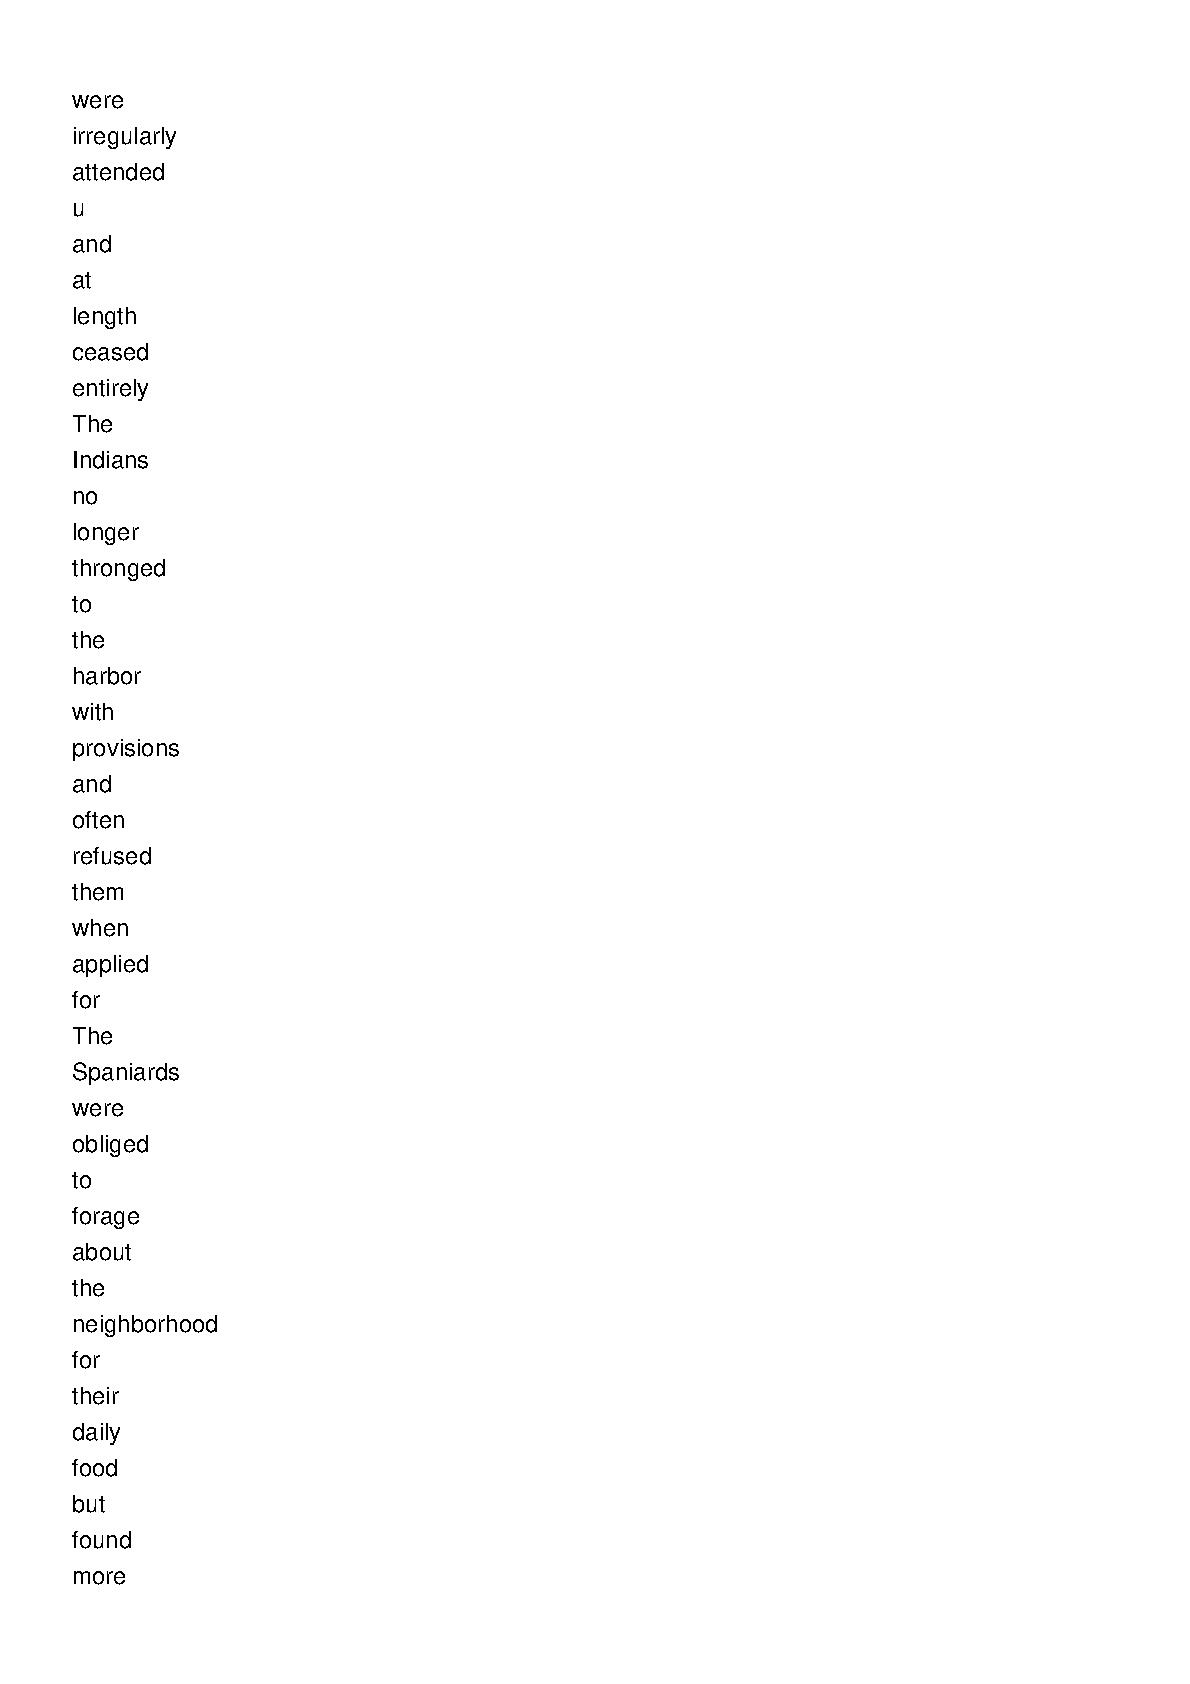 were
irregularly
attended
u
and
at
length
ceased
entirely
The
Indians
no
longer
thronged
to
the
harbor
with
provisions
and
often
refused
them
when
applied
for
The
Spaniards
were
obliged
to
forage
about
the
neighborhood
for
their
daily
food
but
found
more